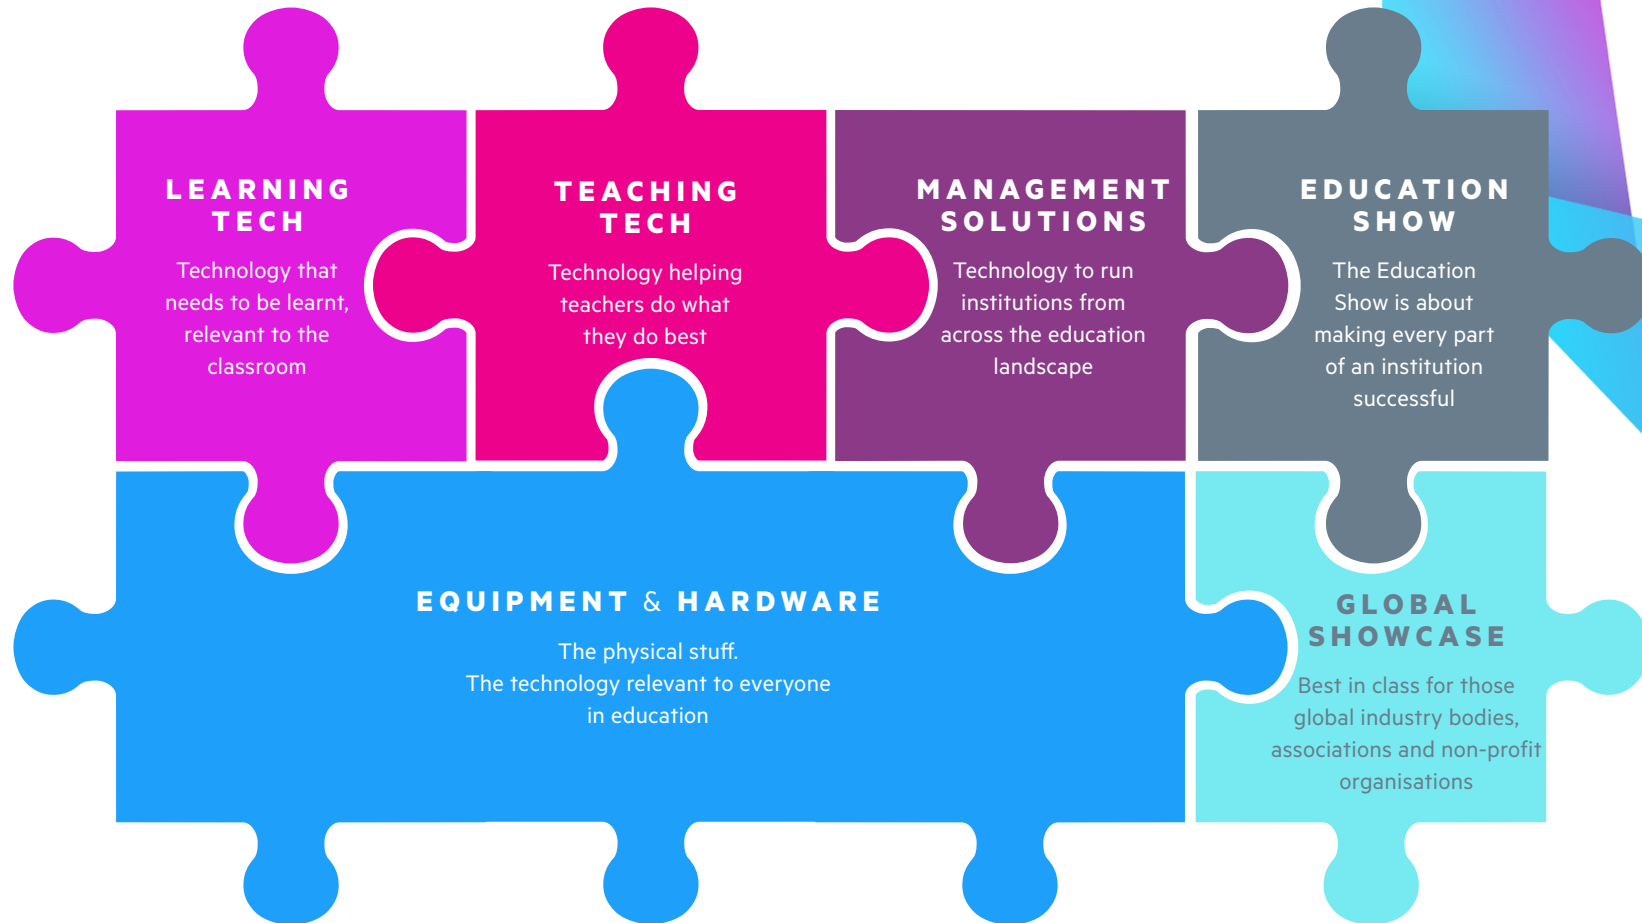 LEARNING
TECH
Technology that
needs to be learnt,
relevant to the
classroom
TEACHING
TECH
Technology helping
teachers do what
they do best
MANAGEMENT
SOLUTIONS
Technology to run
institutions from
across the education
landscape
EDUCATION
SHOW
The Education
Show is about
making every part
of an institution
successful
EQUIPMENT & HARDWARE
The physical stuff.
The technology relevant to everyone
in education
GLOBAL
SHOWCASE
Best in class for those
global industry bodies,
associations and non-profit
organisations